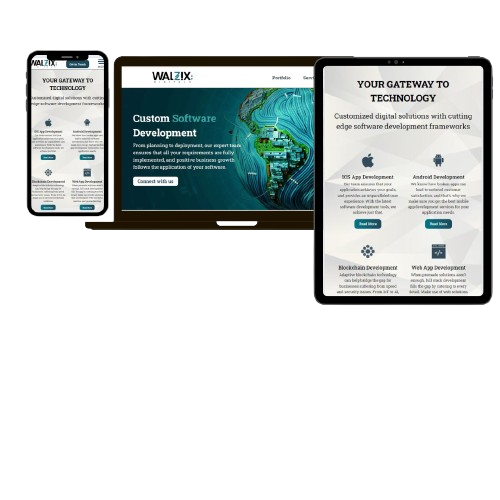 WALZIX
Get In Touch
YOUR GATEWAY TO
TECHNOLOGY
Customized digital solutions with cutting
edge software development frameworks
IOS App Development
Android Development
Blockchain Development
Web App Development
WALZIX
Portfolio
Servi
Custom Software
Development
From planning to deployment, our expert team
ensures that all your requirements are fully
implemented, and positive business growth
follows the application of your software.
Connect with us
YOUR GATEWAY TO
TECHNOLOGY
Customized digital solutions with cutting
edge software development frameworks
IOS App Development
Our team ensures that your
application achieves your goals,
and provides an unparalleled user
experience. With the latest
software development tools, we
achieve just that.
Read More
Android Development
We know how broken apps can
lead to ruined customer
satisfaction, and that's why we
make sure you get the best mobile
app development services for your
application needs.
Read More
Blockchain Development
Adaptive blockchain technology
can help bridge the gap for
businesses suffering from speed
and security issues. From IoT to AI,
Web App Development
When premade solutions aren't
enough, full stack development
fills the gap by catering to every
detail. Make use of web solutions